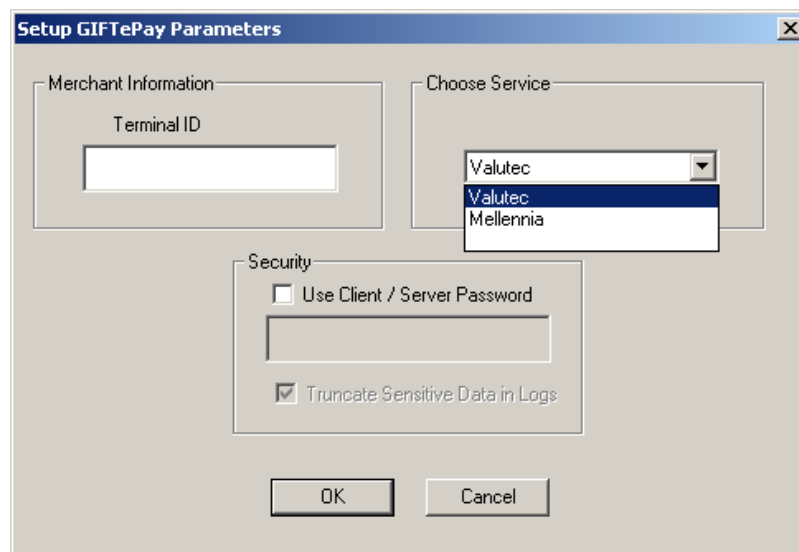 Setup GIFTePay Parameters
Merchant Information
Terminal ID
Choose Service
Valutec
Valutec
Mellennia
Security
Use Client / Server Password
Truncate Sensitive Data in Logs
OK
Cancel